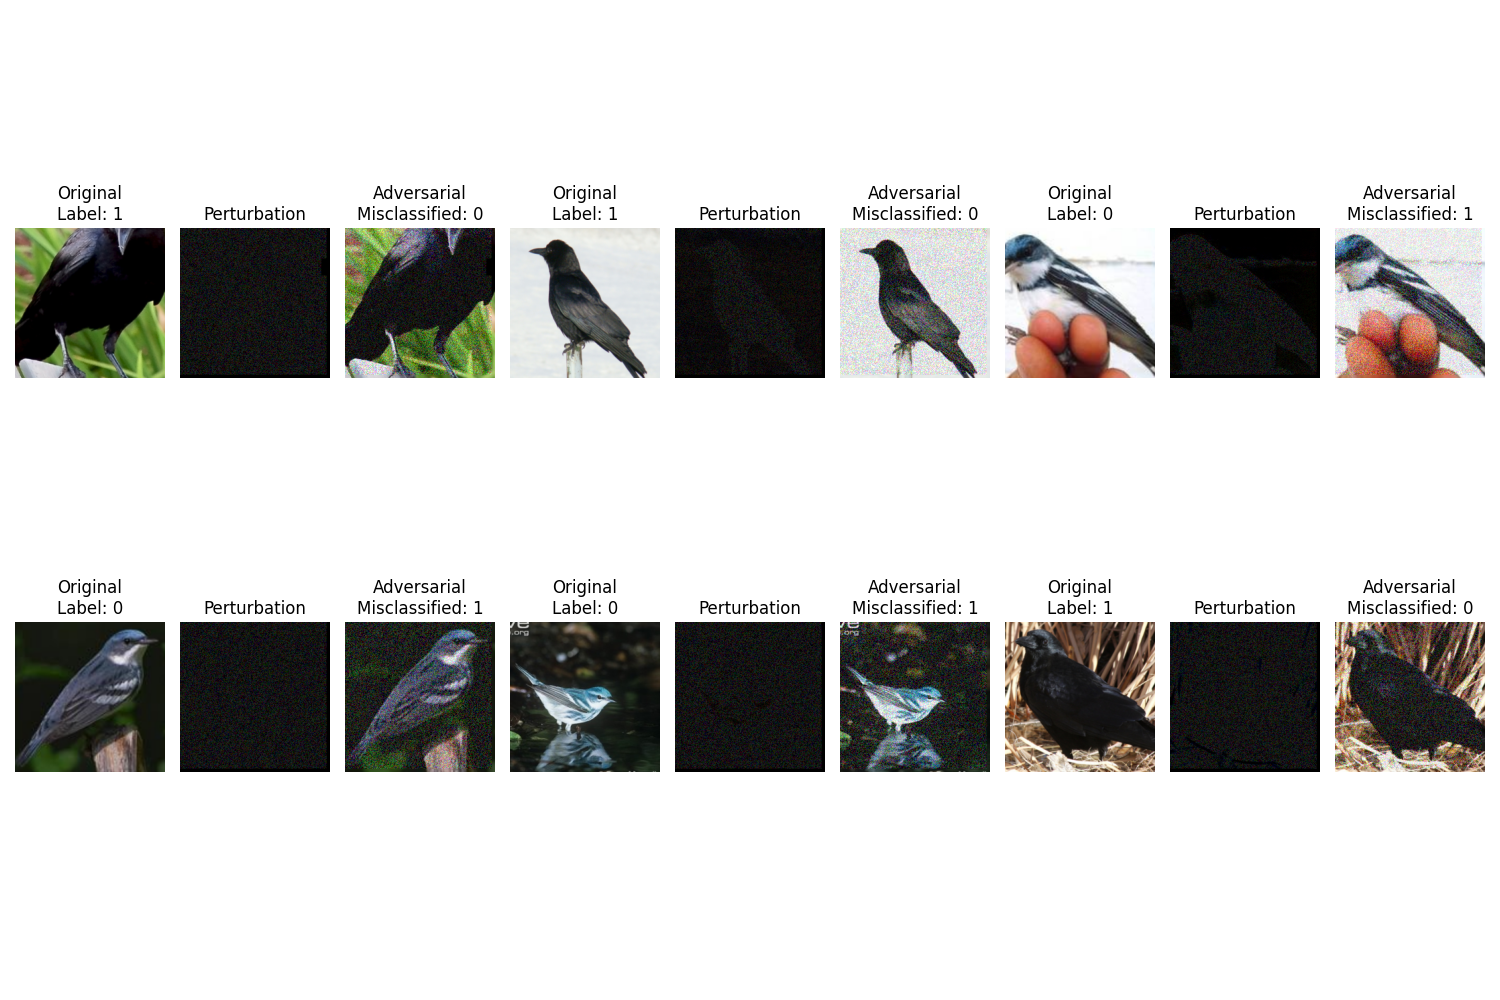 Original
Label: 1
Perturbation
Adversarial
Misclassified: 0
Original
Label: 1
Perturbation
Adversarial
Misclassified: 0
Original
Label: 0
Perturbation
Adversarial
Misclassified: 1
Original
Label: 0
Perturbation
Adversarial
Misclassified: 1
Original
Label: 0
Perturbation
Adversarial
Misclassified: 1
Original
Label: 1
Perturbation
Adversarial
Misclassified: 0